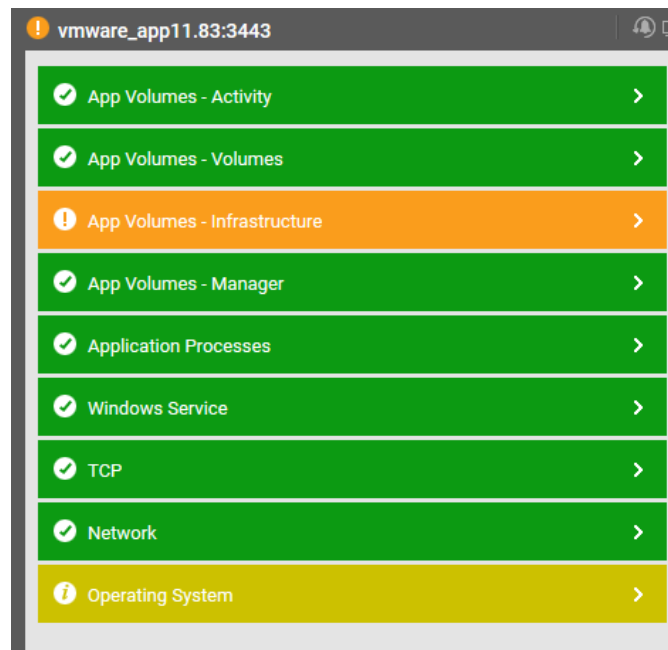 vmware_app11.83:3443
App Volumes - Activity
App Volumes - Volumes
App Volumes - Infrastructure
App Volumes - Manager
Application Processes
Windows Service
TCP
Network
Operating System